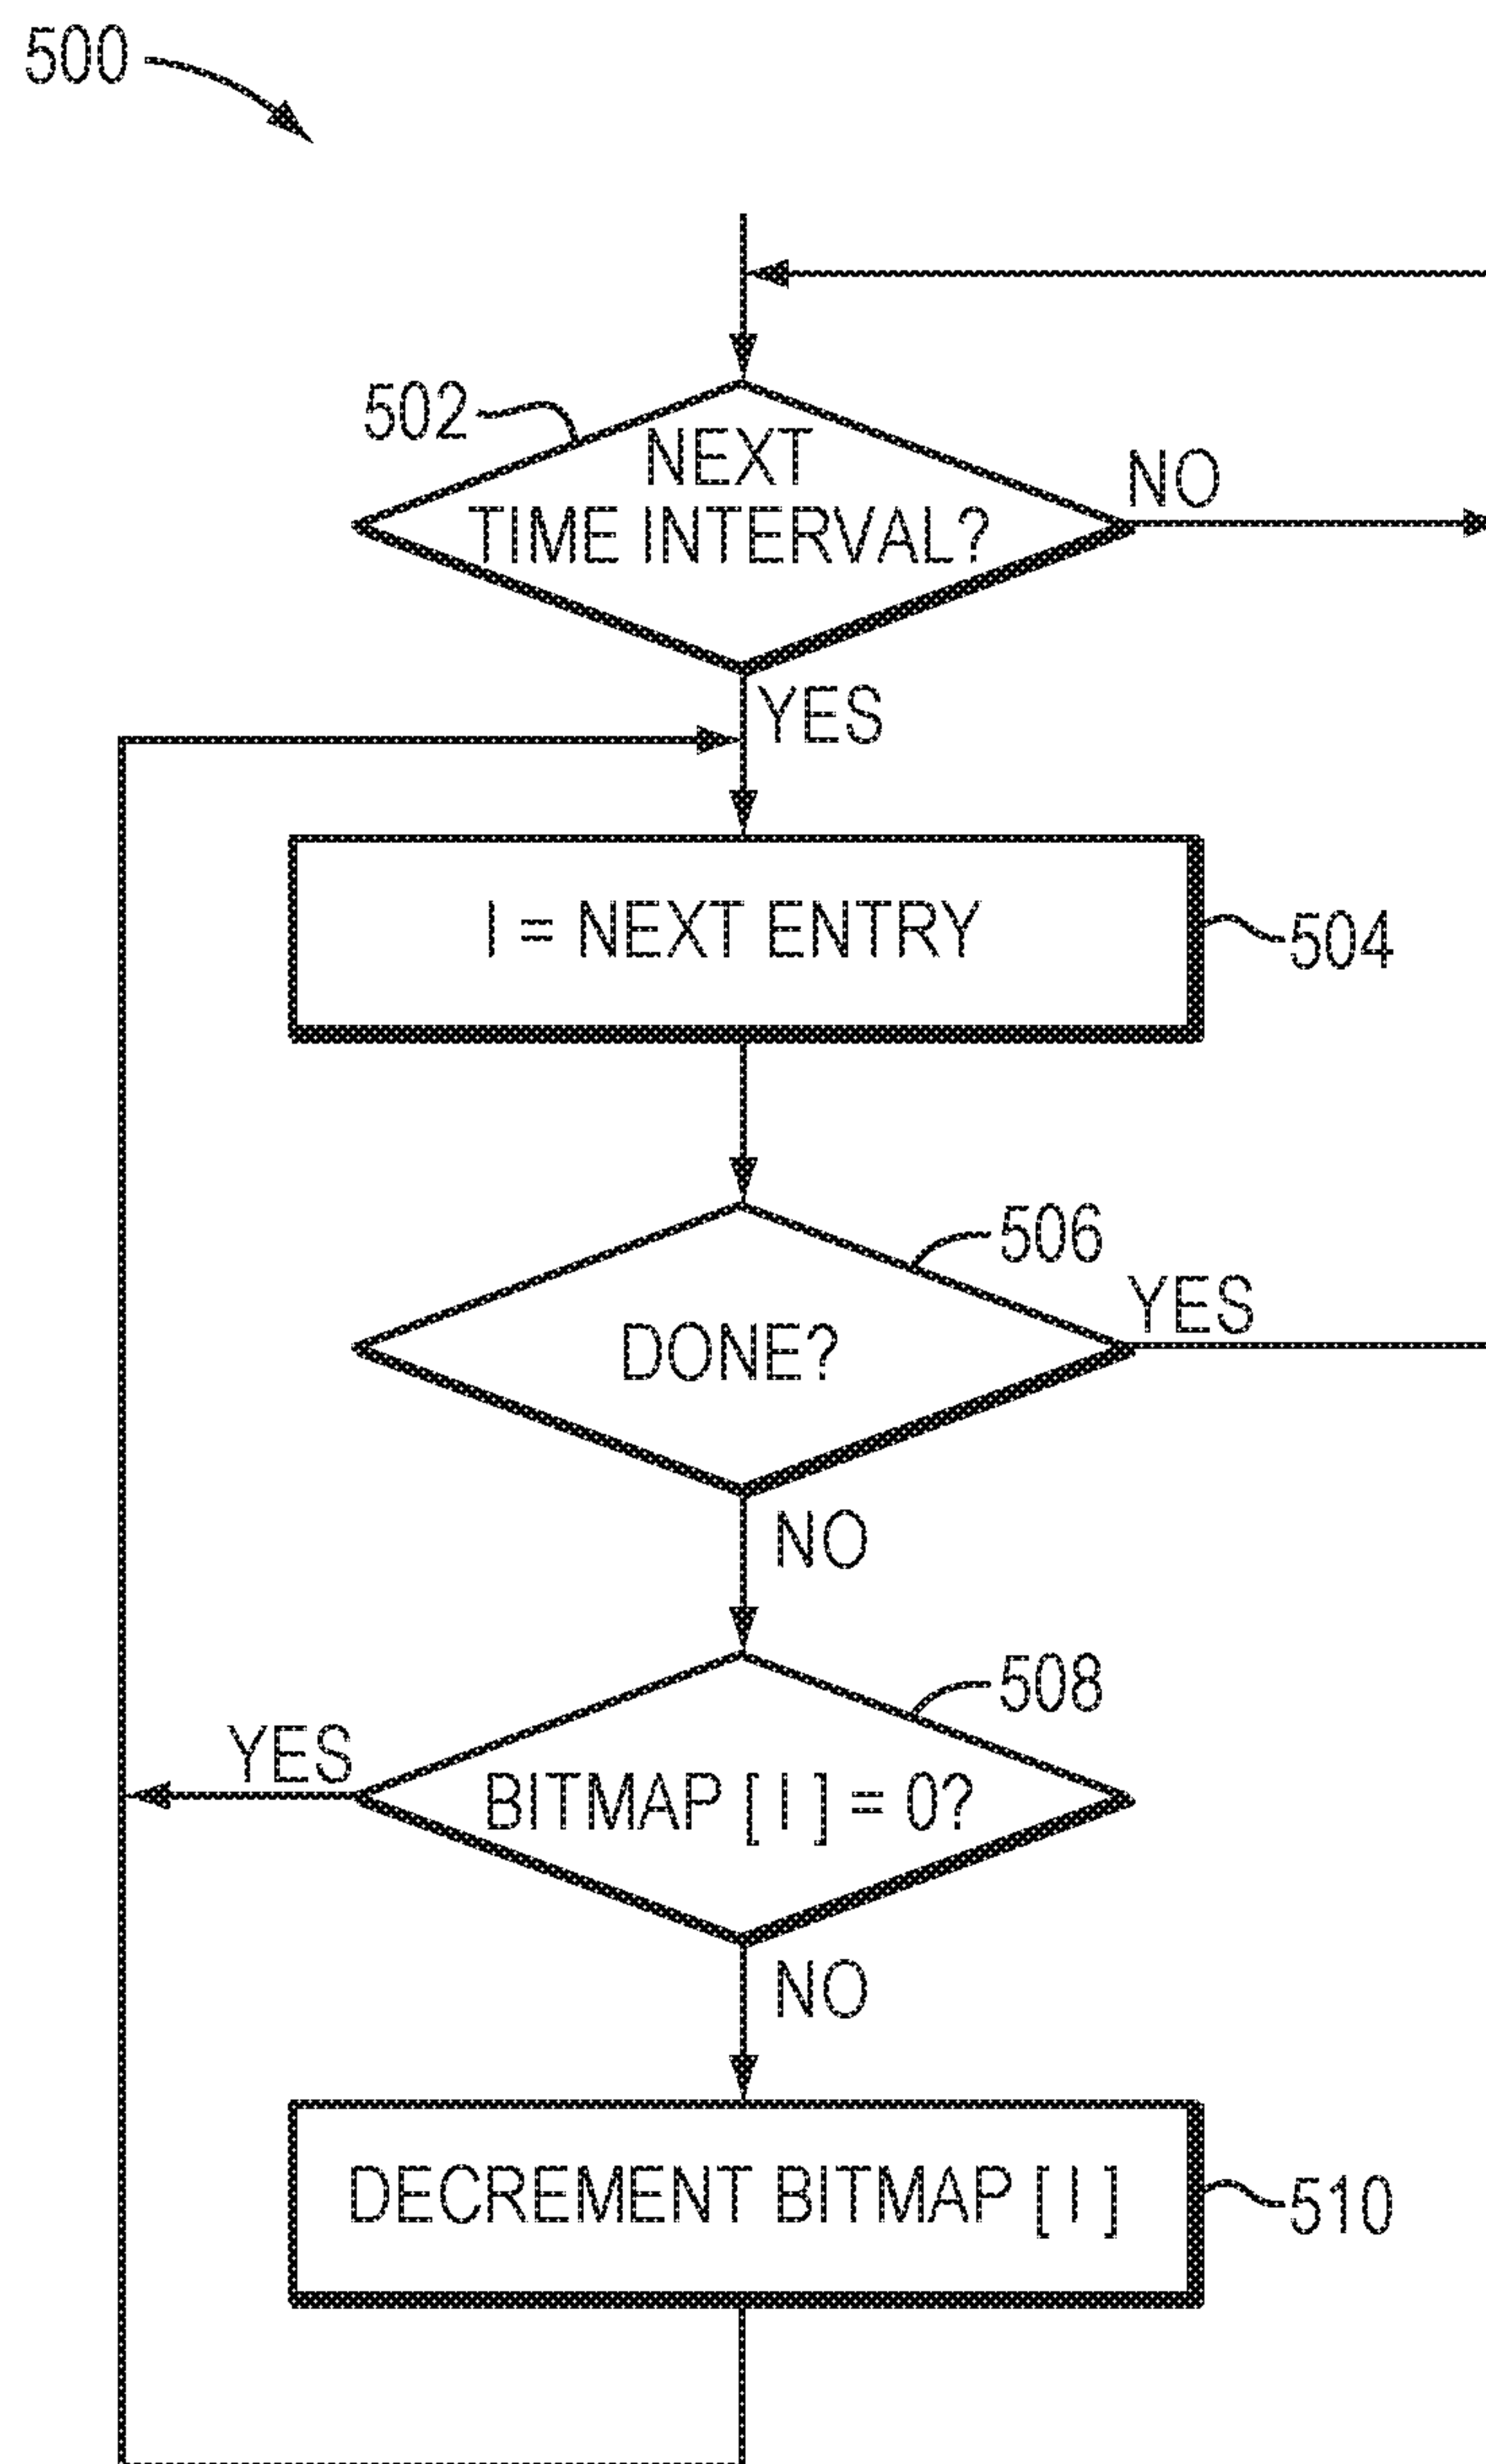 500
502
NEXT
TIME INTERVAL?
NO
YES
I = NEXT ENTRY
504
506
YES
DONE?
NO
508
YES
BITMAP [ I ] = 0?
NO
DECREMENT BITMAP [ I ]
510